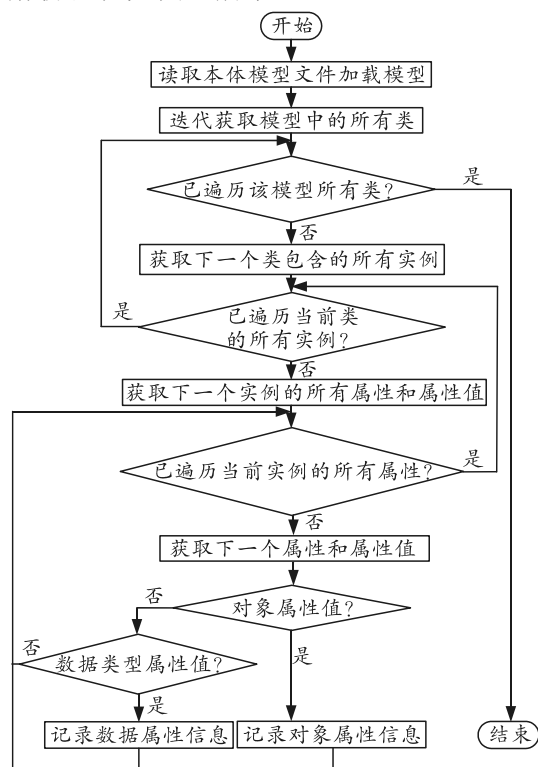 开始
读取本体模型文件加载模型
迭代获取模型中的所有类
已遍历该模型所有类?
是
否
获取下一个类包含的所有实例
已遍历当前类
的所有实例?
是
否
获取下一个实例的所有属性和属性值
已遍历当前实例的所有属性?
是
否
获取下一个属性和属性值
对象属性值?
否
是
数据类型属性值?
否
是
记录数据属性信息
记录对象属性信息
结束